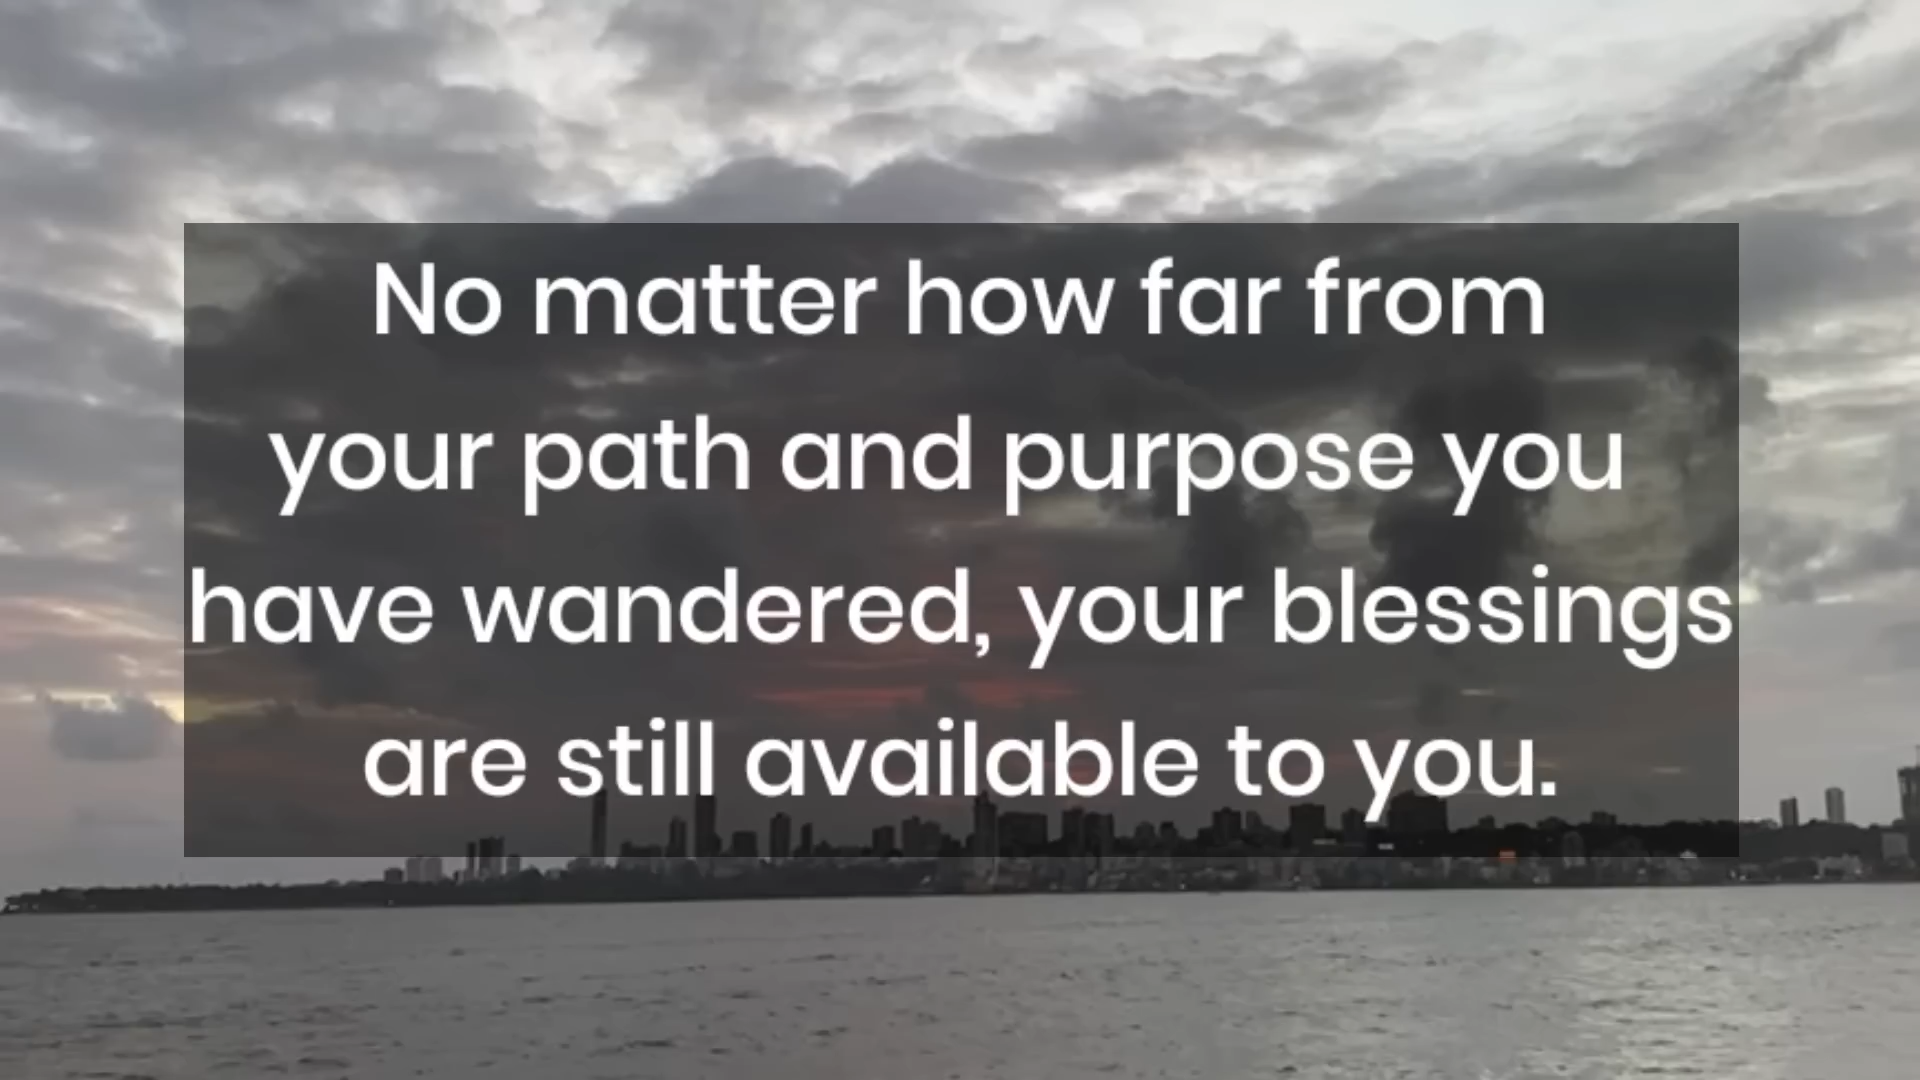 No matter how far from
your path and purpose you
have wandered, your blessings
are still available to you.